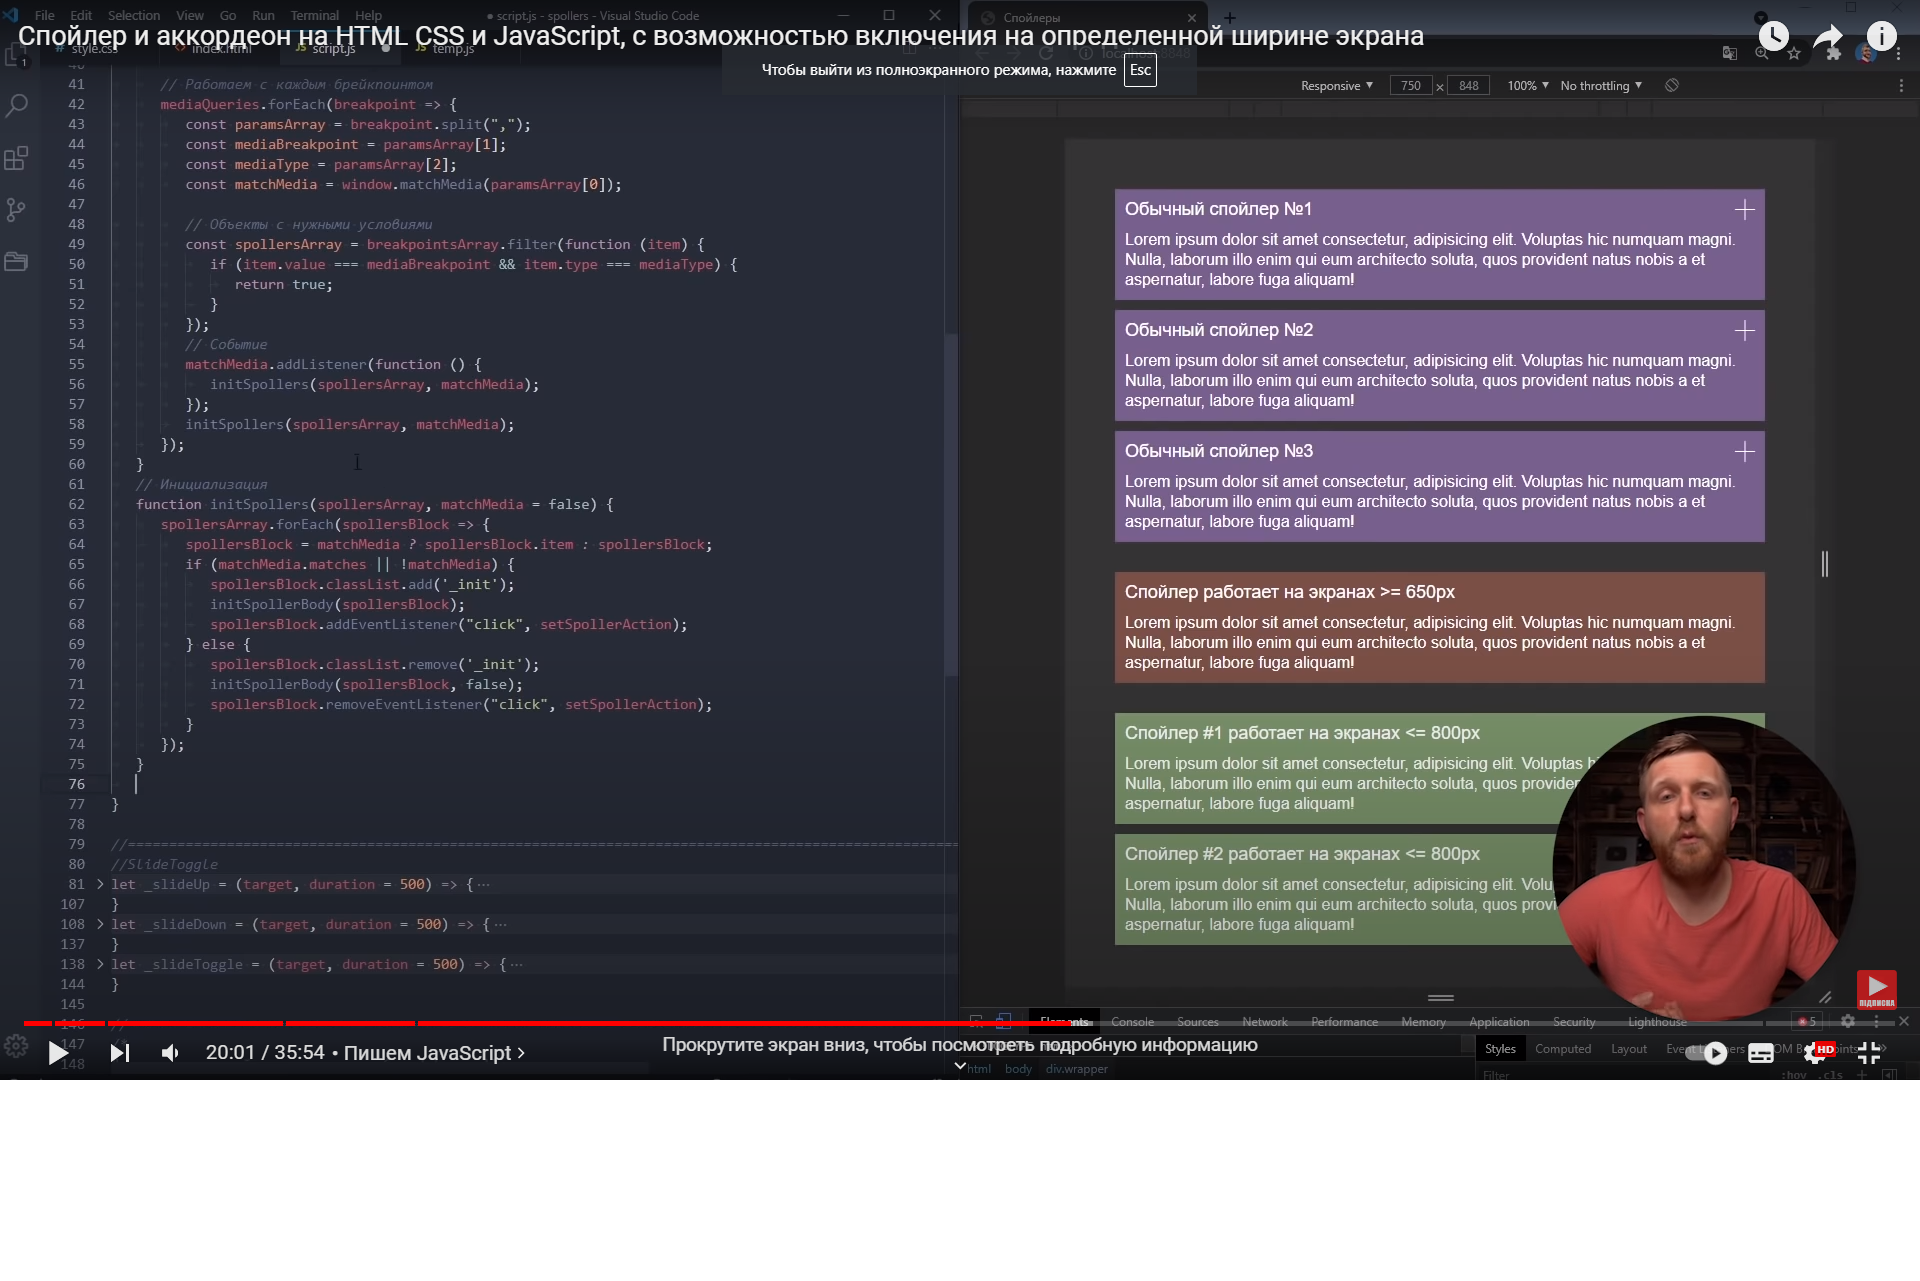 File Edit Selection View Go Run Terminal Help
● script.js - spollers - Visual Studio Code
Спойлеры
Спойлер и аккордеон на HTML CSS и JavaScript, с возможностью включения на определенной ширине экрана
# style.css <> index.html JS script.js ● JS temp.js
Чтобы выйти из полноэкранного режима, нажмите Esc
Responsive ▼ 750 x 848 100% ▼ No throttling ▼
41 // Работаем с каждым брейкпоинтом
42 mediaQueries.forEach(breakpoint => {
43 const paramsArray = breakpoint.split(",");
44 const mediaBreakpoint = paramsArray[1];
45 const mediaType = paramsArray[2];
46 const matchMedia = window.matchMedia(paramsArray[0]);
47
48 // Объекты с нужными условиями
49 const spollersArray = breakpointsArray.filter(function (item) {
50 if (item.value === mediaBreakpoint && item.type === mediaType) {
51 return true;
52 }
53 });
54 // Событие
55 matchMedia.addListener(function () {
56 initSpollers(spollersArray, matchMedia);
57 });
58 initSpollers(spollersArray, matchMedia);
59 });
60 }
61 // Инициализация
62 function initSpollers(spollersArray, matchMedia = false) {
63 spollersArray.forEach(spollersBlock => {
64 spollersBlock = matchMedia ? spollersBlock.item : spollersBlock;
65 if (matchMedia.matches || !matchMedia) {
66 spollersBlock.classList.add('_init');
67 initSpollerBody(spollersBlock);
68 spollersBlock.addEventListener("click", setSpollerAction);
69 } else {
70 spollersBlock.classList.remove('_init');
71 initSpollerBody(spollersBlock, false);
72 spollersBlock.removeEventListener("click", setSpollerAction);
73 }
74 });
75 }
76
77 }
78
79 //====================================================================================================
80 //SlideToggle
81 > let _slideUp = (target, duration = 500) => { ···
107 }
108 > let _slideDown = (target, duration = 500) => { ···
137 }
138 > let _slideToggle = (target, duration = 500) => { ···
144 }
145
146 //
147
148
Обычный спойлер №1
Lorem ipsum dolor sit amet consectetur, adipisicing elit. Voluptas hic numquam magni.
Nulla, laborum illo enim qui eum architecto soluta, quos provident natus nobis a et
aspernatur, labore fuga aliquam!
Обычный спойлер №2
Lorem ipsum dolor sit amet consectetur, adipisicing elit. Voluptas hic numquam magni.
Nulla, laborum illo enim qui eum architecto soluta, quos provident natus nobis a et
aspernatur, labore fuga aliquam!
Обычный спойлер №3
Lorem ipsum dolor sit amet consectetur, adipisicing elit. Voluptas hic numquam magni.
Nulla, laborum illo enim qui eum architecto soluta, quos provident natus nobis a et
aspernatur, labore fuga aliquam!
Спойлер работает на экранах >= 650px
Lorem ipsum dolor sit amet consectetur, adipisicing elit. Voluptas hic numquam magni.
Nulla, laborum illo enim qui eum architecto soluta, quos provident natus nobis a et
aspernatur, labore fuga aliquam!
Спойлер #1 работает на экранах <= 800px
Lorem ipsum dolor sit amet consectetur, adipisicing elit. Voluptas
Nulla, laborum illo enim qui eum architecto soluta, quos
aspernatur, labore fuga aliquam!
Спойлер #2 работает на экранах <= 800px
Lorem ipsum dolor sit amet consectetur, adipisicing elit.
Nulla, laborum illo enim qui eum architecto soluta, quos
aspernatur, labore fuga aliquam!
ПІДПИСКА
Elements Console Sources Network Performance Memory Application Security Lighthouse 5
20:01 / 35:54 • Пишем JavaScript >
Прокрутите экран вниз, чтобы посмотреть подробную информацию
Styles Computed Layout
HD
html body div.wrapper
Filter :hov .cls +